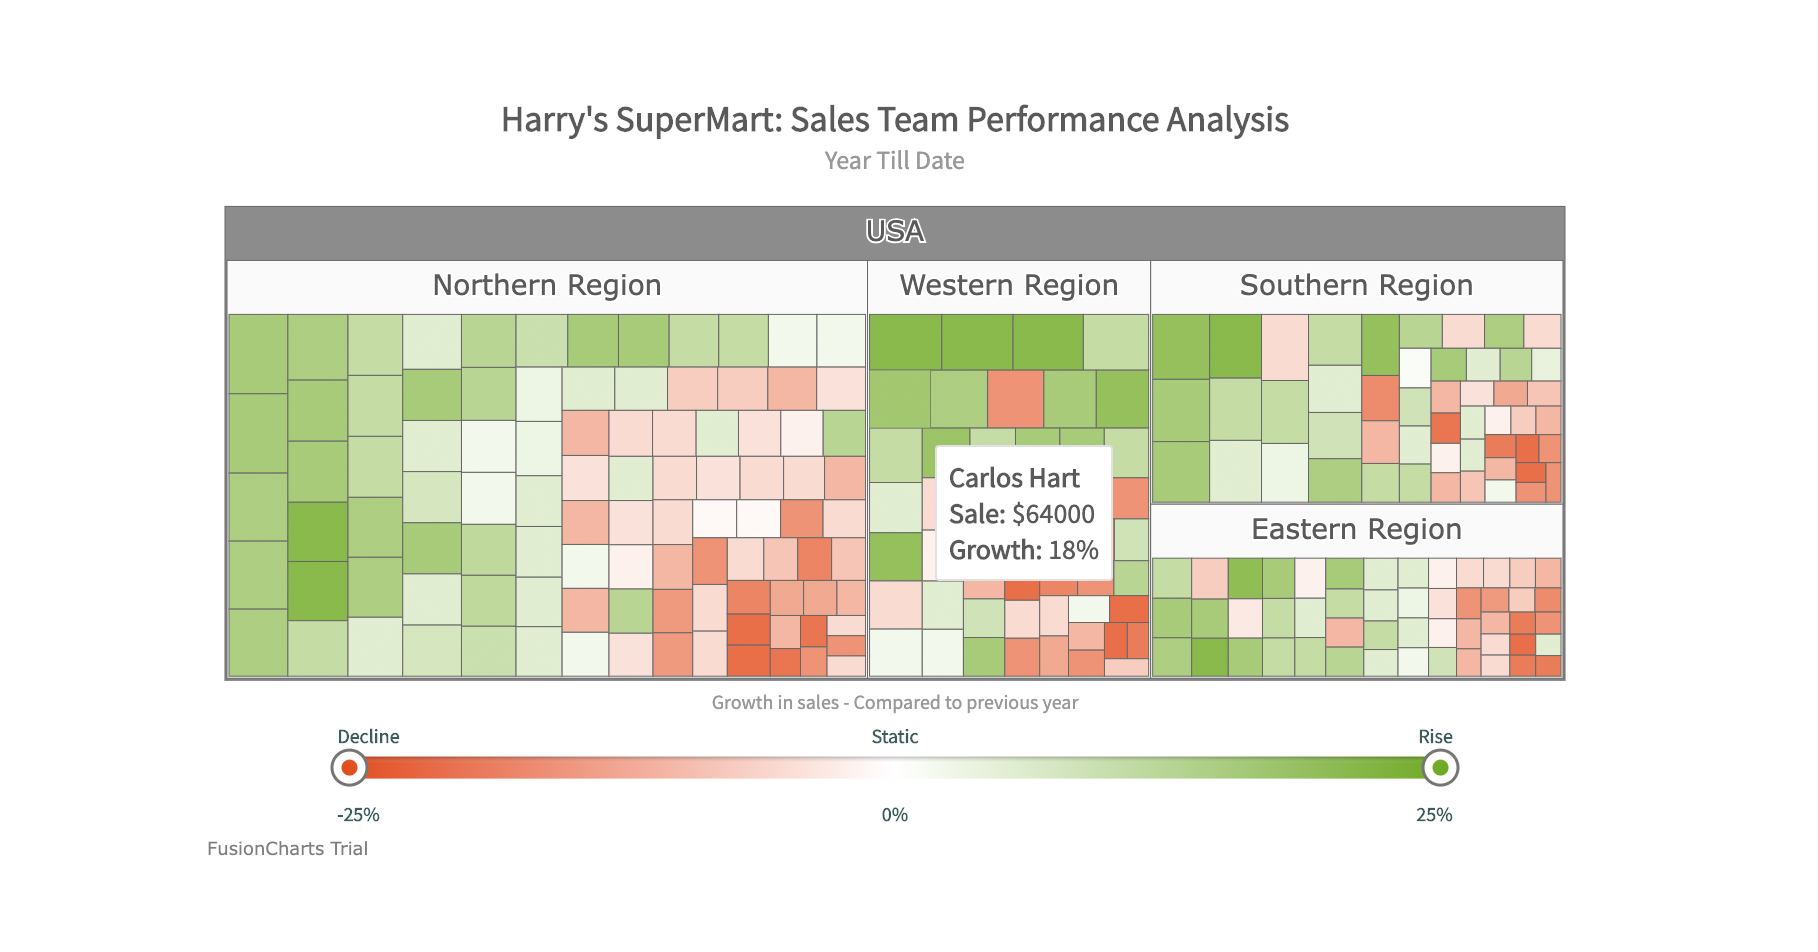 Harry's SuperMart: Sales Team Performance Analysis
Year Till Date
USA
Northern Region
Western Region
Southern Region
Carlos Hart
Sale: $64000
Growth: 18%
Eastern Region
Growth in sales - Compared to previous year
Decline
Static
Rise
-25%
0%
25%
FusionCharts Trial